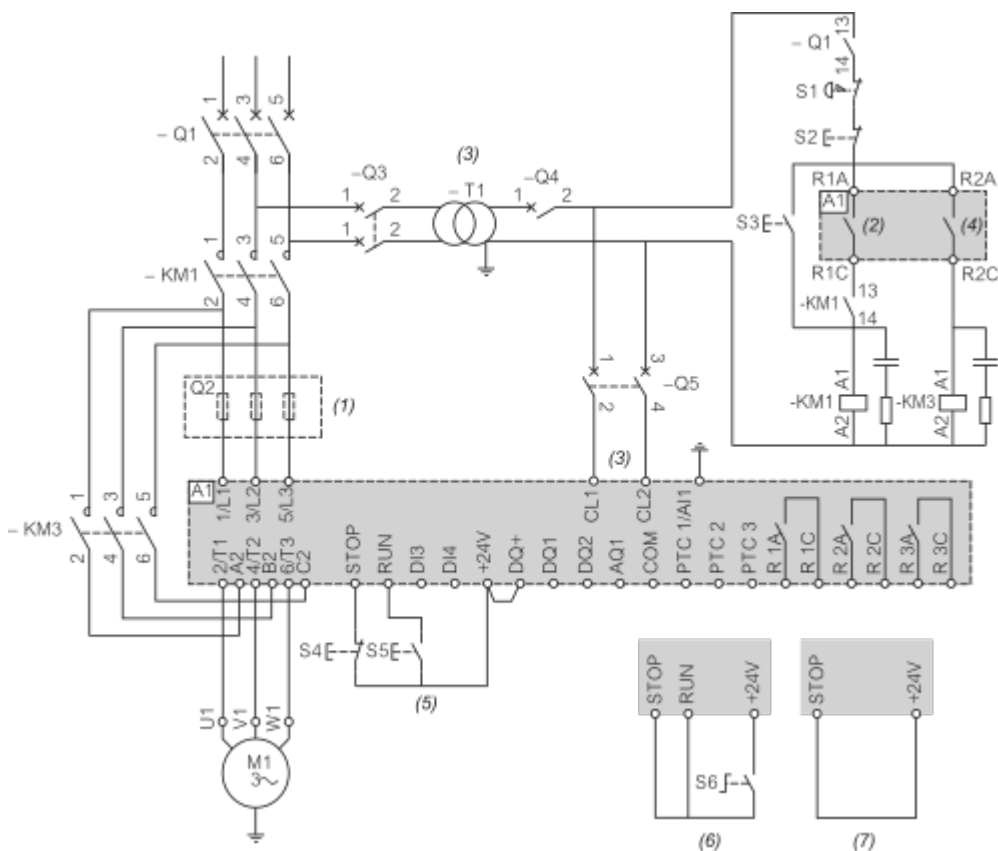 13
– Q1
14
S1
S2
1 3 5
– Q1
2 4 6
–Q3
1 2
1 2
(3)
– T1
–Q4
1 2
R1A R2A
A1
S3 (2) (4)
R1C R2C
1 3 5
– KM1
2 4 6
-KM1
13
14
Q2
(1)
1 3
–Q5
2 4
A1 A1
-KM1 -KM3
A2 A2
(3)
A1
1/L1 3/L2 5/L3 CL1 CL2
1 3 5
– KM3
2 4 6
2/T1 A2 4/T2 B2 6/T3 C2 STOP RUN DI3 DI4 +24V DQ+ DQ1 DQ2 AQ1 COM PTC 1/AI1 PTC 2 PTC 3 R 1A R 1C R 2A R 2C R 3A R 3C
S4 S5
(5)
STOP RUN +24V
STOP +24V
U1 V1 W1
M1
3
S6
(6) (7)